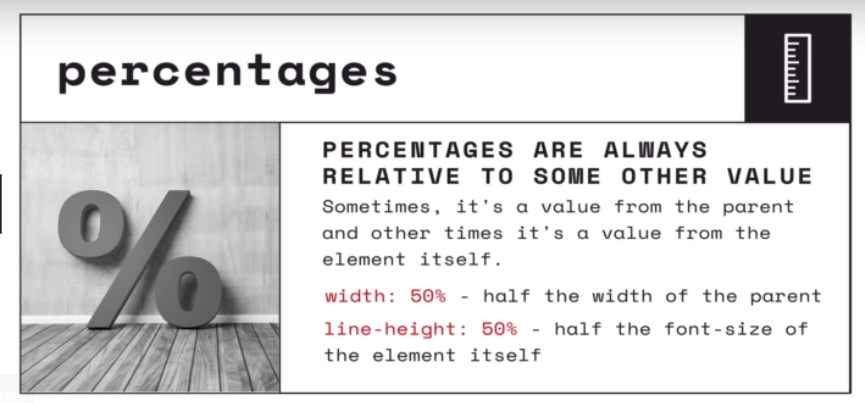 percentages
PERCENTAGES ARE ALWAYS
RELATIVE TO SOME OTHER VALUE
Sometimes, it's a value from the parent
and other times it's a value from the
element itself.
width: 50% - half the width of the parent
line-height: 50% - half the font-size of
the element itself
%